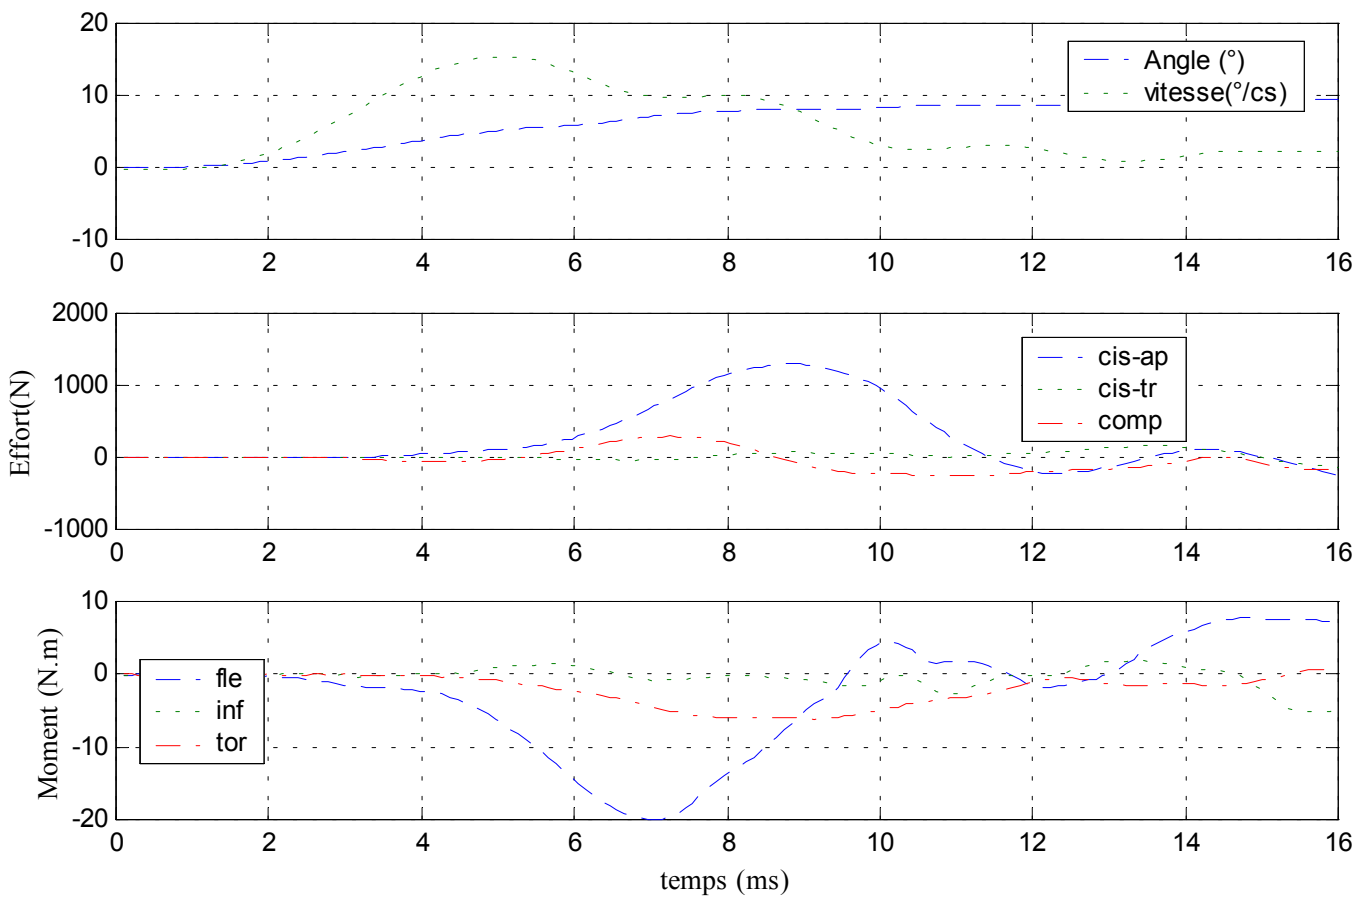 20
10
0
-10
Angle (°)
vitesse(°/cs)
0 2 4 6 8 10 12 14 16
Effort(N)
2000
1000
0
-1000
cis-ap
cis-tr
comp
0 2 4 6 8 10 12 14 16
Moment (N.m)
10
0
-10
-20
fle
inf
tor
0 2 4 6 8 10 12 14 16
temps (ms)